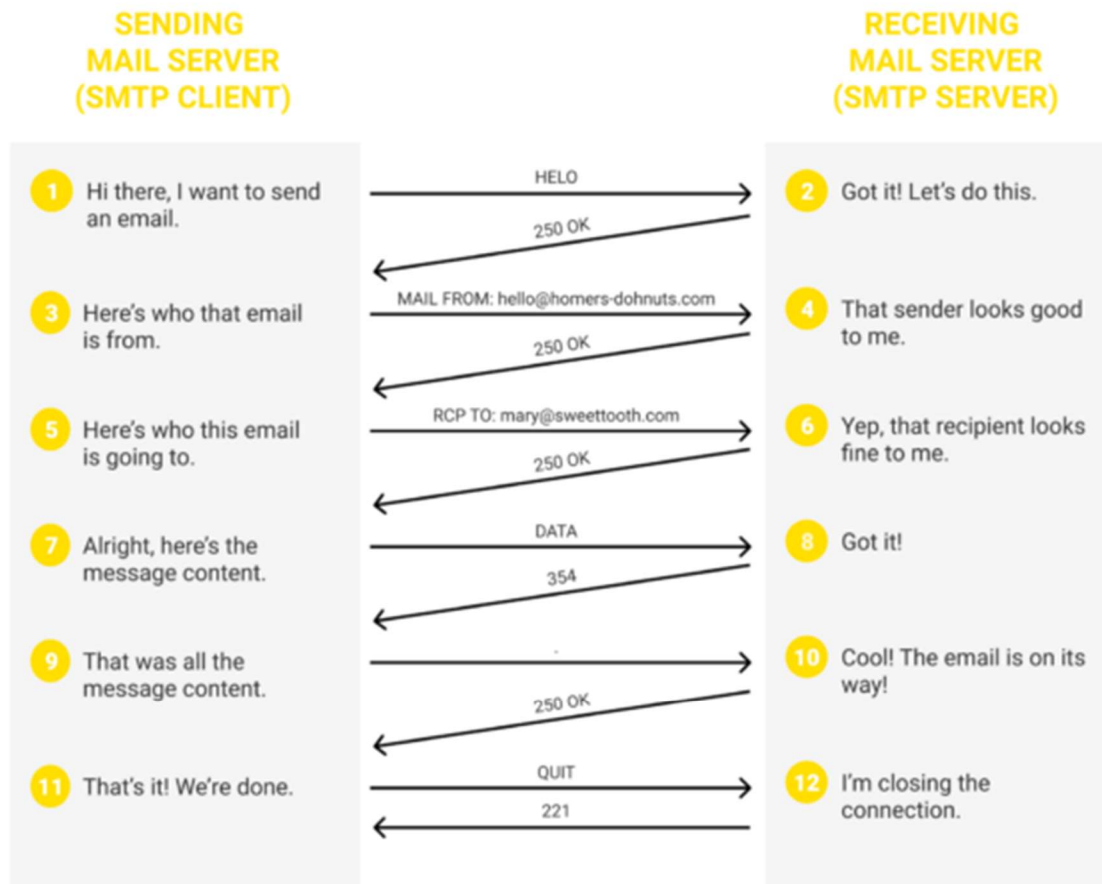 SENDING
MAIL SERVER
(SMTP CLIENT)
RECEIVING
MAIL SERVER
(SMTP SERVER)
1 Hi there, I want to send
an email.
HELO
2 Got it! Let's do this.
250 OK
3 Here's who that email
is from.
MAIL FROM: hello@homers-dohnuts.com
4 That sender looks good
to me.
250 OK
5 Here's who this email
is going to.
RCP TO: mary@sweettooth.com
6 Yep, that recipient looks
fine to me.
250 OK
7 Alright, here's the
message content.
DATA
8 Got it!
354
9 That was all the
message content.
.
10 Cool! The email is on its
way!
250 OK
11 That's it! We're done.
QUIT
12 I'm closing the
connection.
221